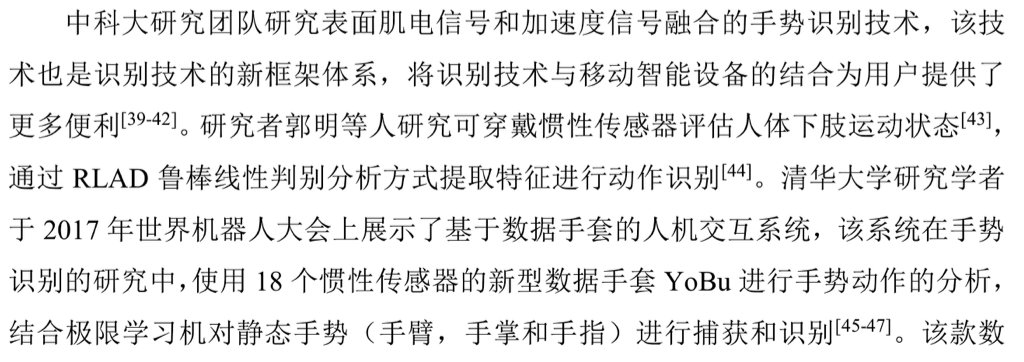 中科大研究团队研究表面肌电信号和加速度信号融合的手势识别技术，该技
术也是识别技术的新框架体系，将识别技术与移动智能设备的结合为用户提供了
更多便利[39-42]。研究者郭明等人研究可穿戴惯性传感器评估人体下肢运动状态[43]，
通过 RLAD 鲁棒线性判别分析方式提取特征进行动作识别[44]。清华大学研究学者
于 2017 年世界机器人大会上展示了基于数据手套的人机交互系统，该系统在手势
识别的研究中，使用 18 个惯性传感器的新型数据手套 YoBu 进行手势动作的分析，
结合极限学习机对静态手势（手臂，手掌和手指）进行捕获和识别[45-47]。该款数